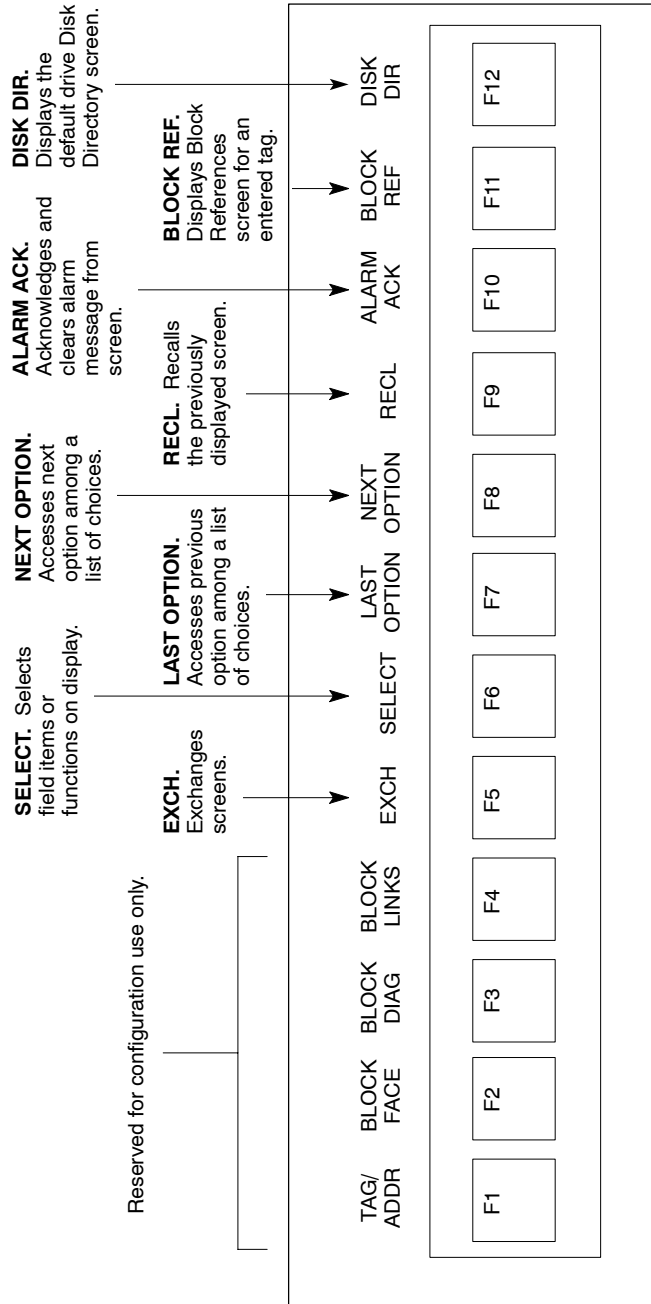 Reserved for configuration use only.
SELECT. Selects
field items or
functions on display.
NEXT OPTION.
Accesses next
option among a
list of choices.
ALARM ACK.
Acknowledges and
clears alarm
message from
screen.
DISK DIR.
Displays the
default drive Disk
Directory screen.
EXCH.
Exchanges
screens.
LAST OPTION.
Accesses previous
option among a list
of choices.
RECL. Recalls
the previously
displayed screen.
BLOCK REF.
Displays Block
References
screen for an
entered tag.
TAG/
ADDR
BLOCK
FACE
BLOCK
DIAG
BLOCK
LINKS
EXCH
SELECT
LAST
OPTION
NEXT
OPTION
RECL
ALARM
ACK
BLOCK
REF
DISK
DIR
F1
F2
F3
F4
F5
F6
F7
F8
F9
F10
F11
F12